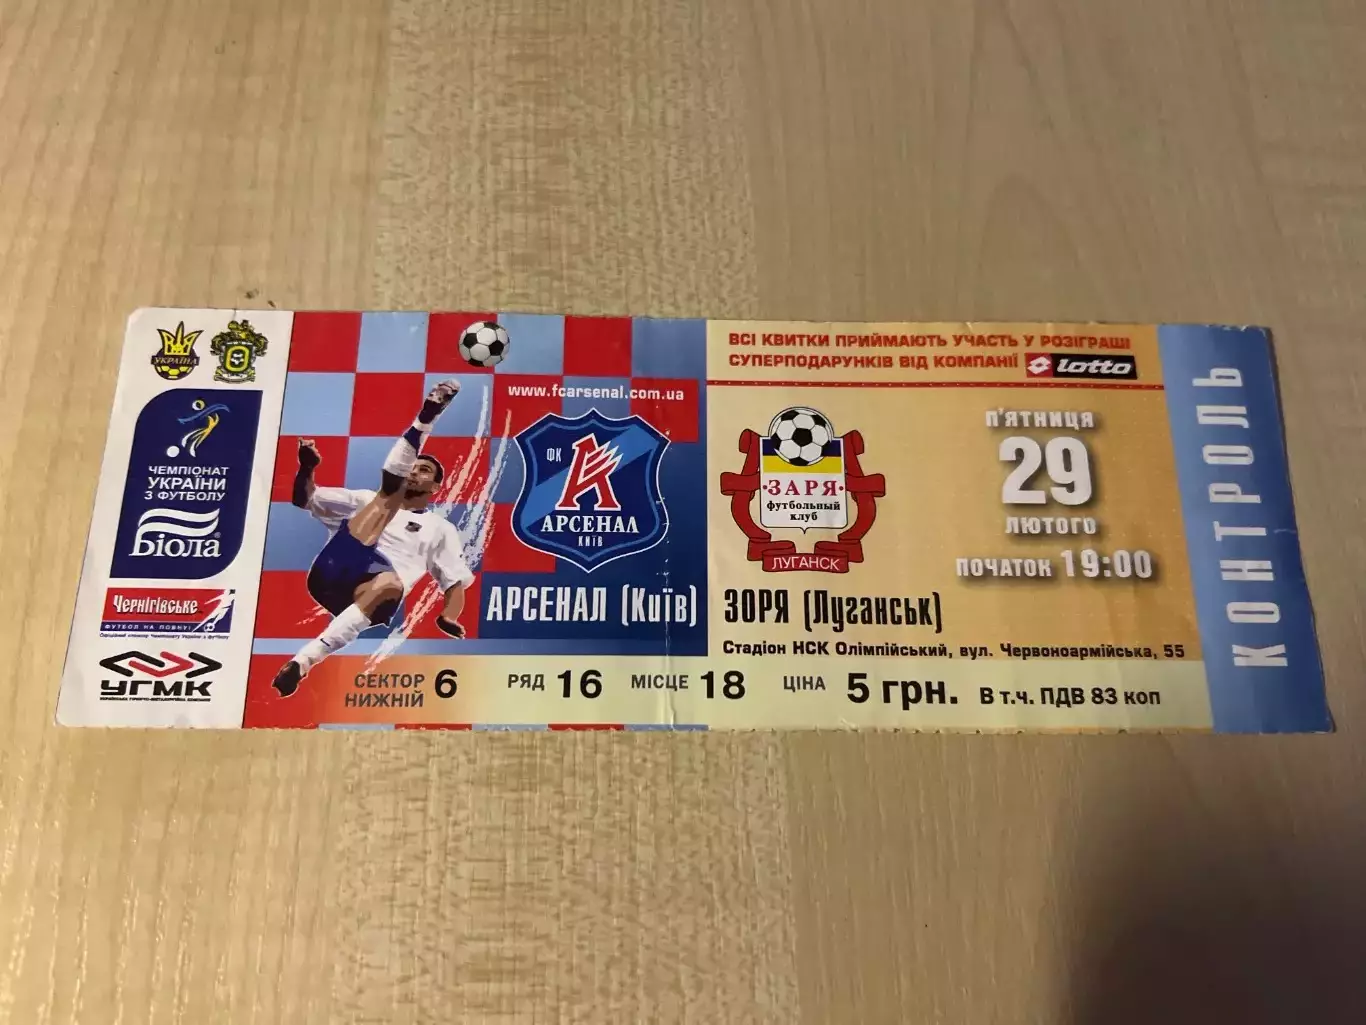 УКРАЇНА
ЧЕМПІОНАТ
УКРАЇНИ
З ФУТБОЛУ
Біола
Чернігівське
ФУТБОЛ НА ПОВНУ!
УГМК
www.fcarsenal.com.ua
ФК
АРСЕНАЛ
КИЇВ
АРСЕНАЛ (Київ)
ВСІ КВИТКИ ПРИЙМАЮТЬ УЧАСТЬ У РОЗІГРАШІ
СУПЕРПОДАРУНКІВ ВІД КОМПАНІЇ lotto
·ЗАРЯ·
футбольный
клуб
ЛУГАНСК
П'ЯТНИЦЯ
29
ЛЮТОГО
ПОЧАТОК 19:00
ЗОРЯ (Луганськ)
Стадіон НСК Олімпійський, вул. Червоноармійська, 55
СЕКТОР НИЖНІЙ 6 РЯД 16 МІСЦЕ 18 ЦІНА 5 грн. В т.ч. ПДВ 83 коп
КОНТРОЛЬ